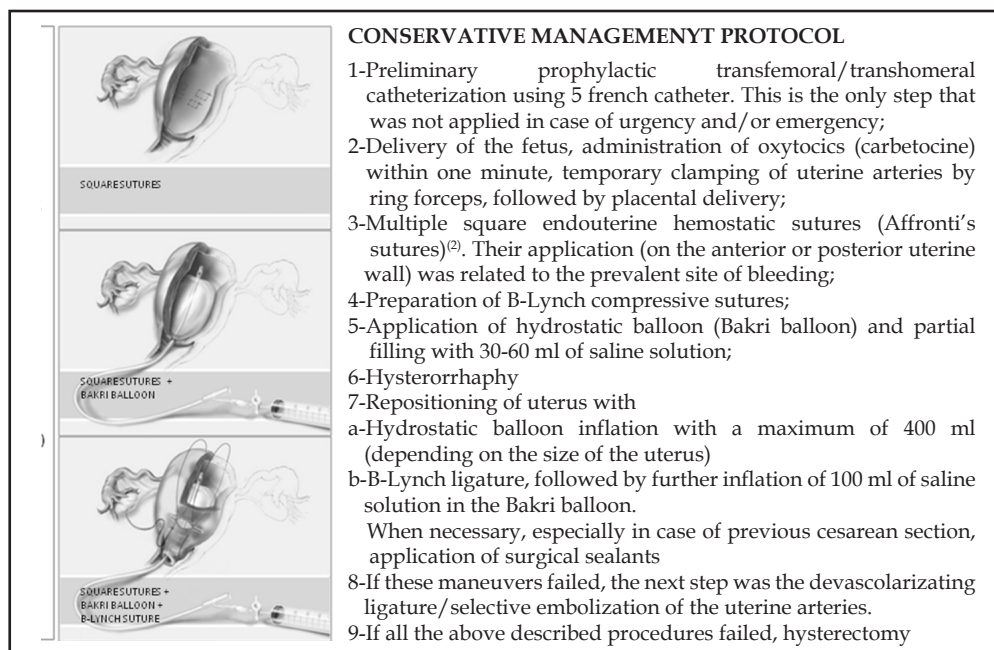 SQUARESUTURES
SQUARESUTURES +
BAKRI BALLOON
SQUARESUTURES +
BAKRI BALLOON +
B-LYNCH SUTURE
)
CONSERVATIVE MANAGEMENYT PROTOCOL
1-Preliminary prophylactic transfemoral/transhomeral
catheterization using 5 french catheter. This is the only step that
was not applied in case of urgency and/or emergency;
2-Delivery of the fetus, administration of oxytocics (carbetocine)
within one minute, temporary clamping of uterine arteries by
ring forceps, followed by placental delivery;
3-Multiple square endouterine hemostatic sutures (Affronti's
sutures)(2). Their application (on the anterior or posterior uterine
wall) was related to the prevalent site of bleeding;
4-Preparation of B-Lynch compressive sutures;
5-Application of hydrostatic balloon (Bakri balloon) and partial
filling with 30-60 ml of saline solution;
6-Hysterorrhaphy
7-Repositioning of uterus with
a-Hydrostatic balloon inflation with a maximum of 400 ml
(depending on the size of the uterus)
b-B-Lynch ligature, followed by further inflation of 100 ml of saline
solution in the Bakri balloon.
When necessary, especially in case of previous cesarean section,
application of surgical sealants
8-If these maneuvers failed, the next step was the devascolarizating
ligature/selective embolization of the uterine arteries.
9-If all the above described procedures failed, hysterectomy